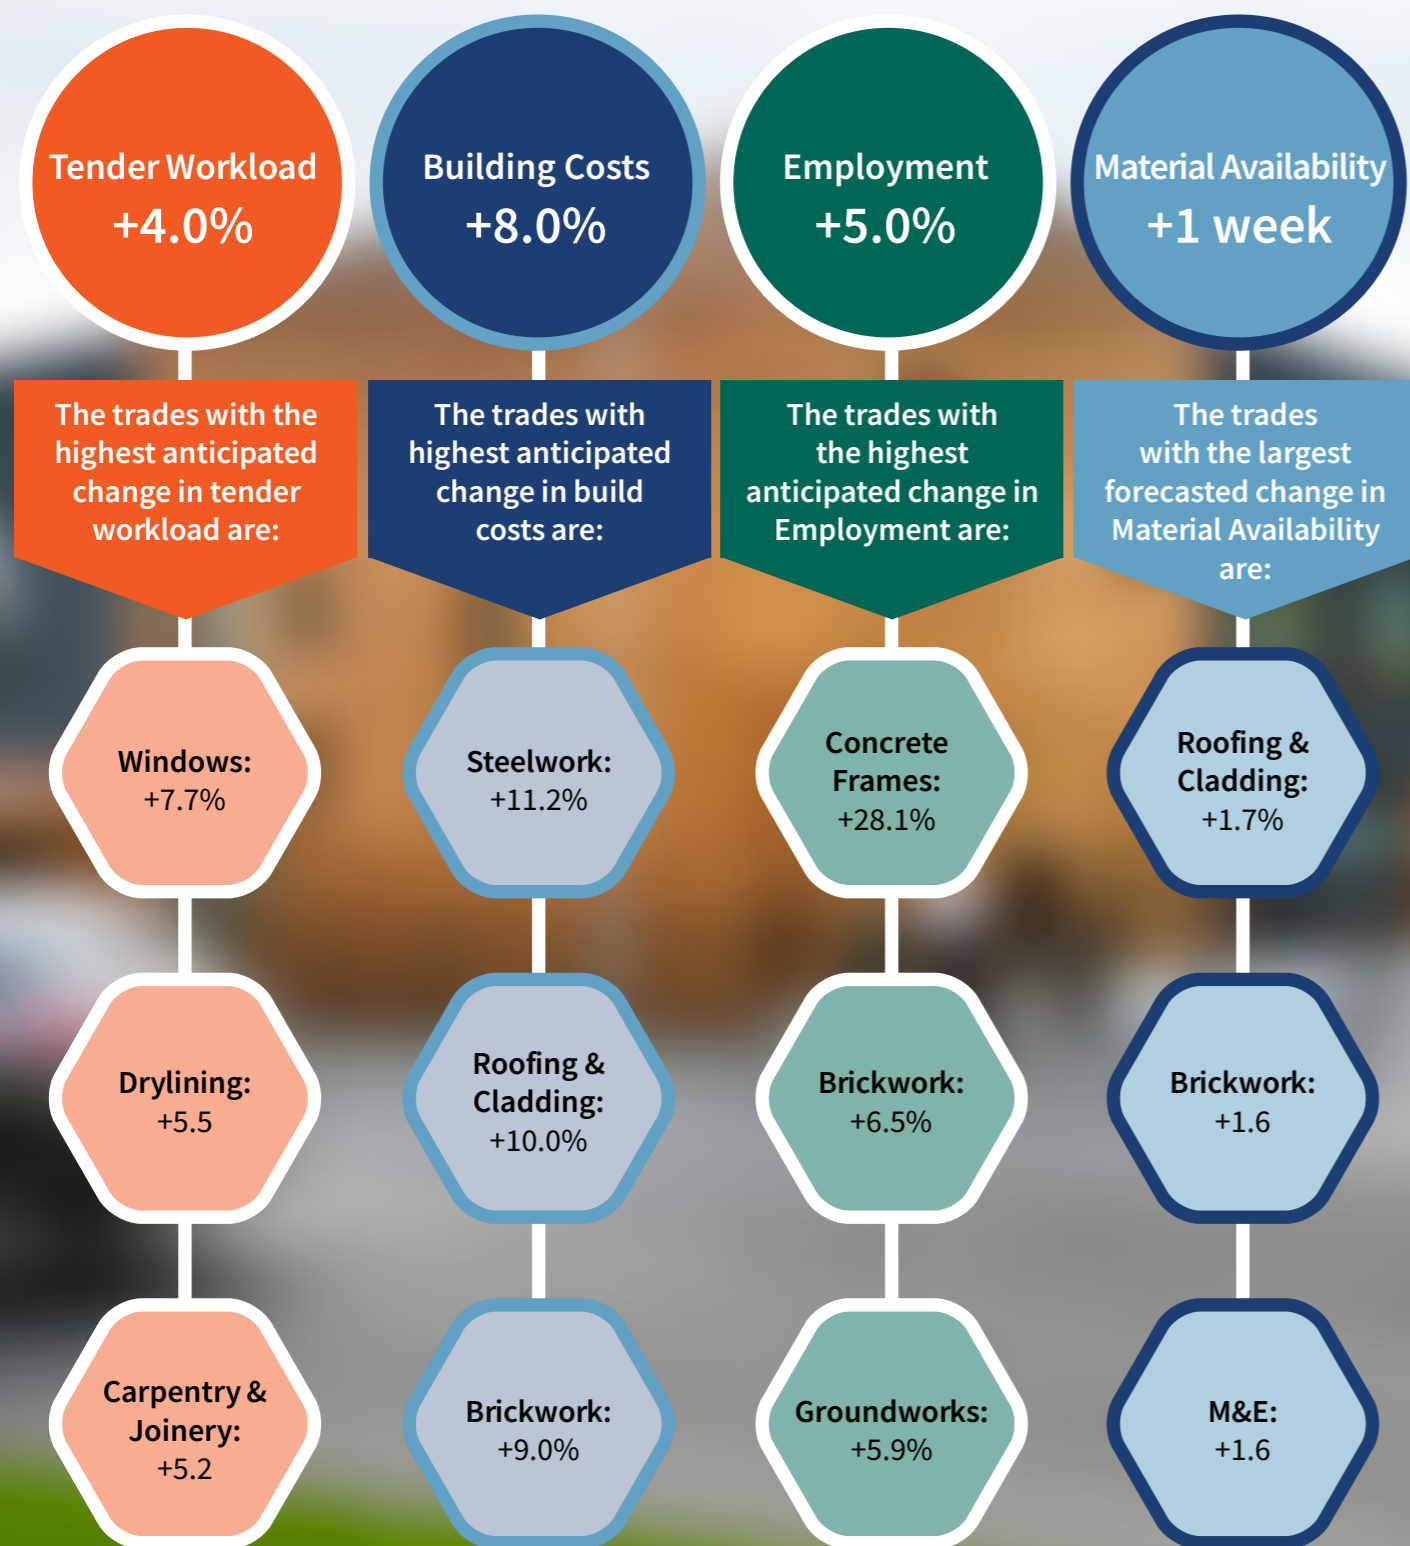 Tender Workload
+4.0%
The trades with the
highest anticipated
change in tender
workload are:
Windows:
+7.7%
Drylining:
+5.5
Carpentry &
Joinery:
+5.2
Building Costs
+8.0%
The trades with
highest anticipated
change in build
costs are:
Steelwork:
+11.2%
Roofing &
Cladding:
+10.0%
Brickwork:
+9.0%
Employment
+5.0%
The trades with
the highest
anticipated change in
Employment are:
Concrete
Frames:
+28.1%
Brickwork:
+6.5%
Groundworks:
+5.9%
Material Availability
+1 week
The trades
with the largest
forecasted change in
Material Availability
are:
Roofing &
Cladding:
+1.7%
Brickwork:
+1.6
M&E:
+1.6